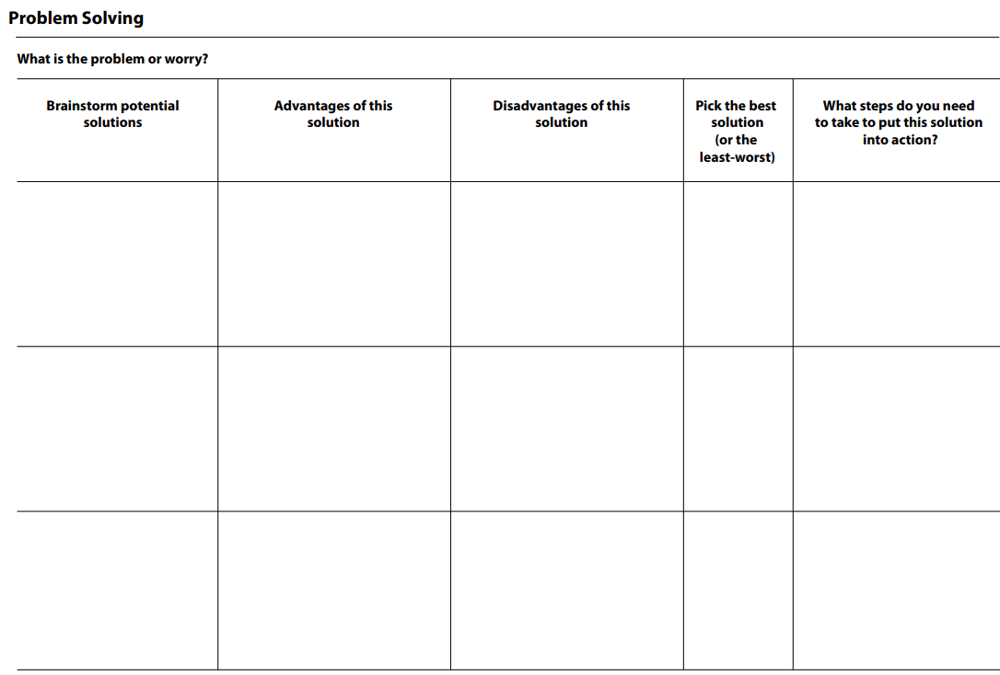 Problem Solving
What is the problem or worry?
Brainstorm potential
solutions
Advantages of this
solution
Disadvantages of this
solution
Pick the best
solution
(or the
least-worst)
What steps do you need
to take to put this solution
into action?